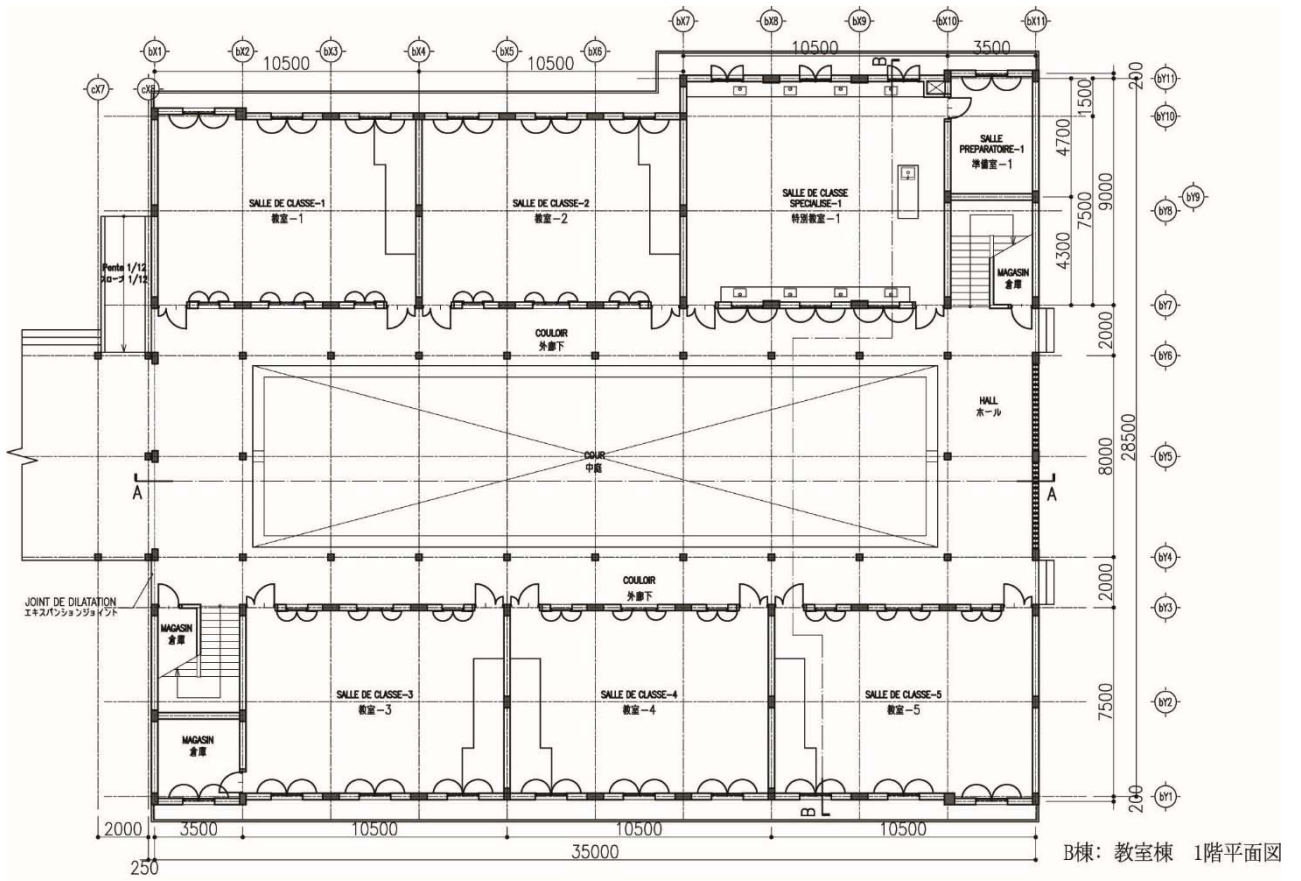 bX1
bX2
bX3
bX4
bX5
bX6
bX7
bX8
bX9
bX10
bX11
cX7
cX8
10500
10500
10500
3500
B
200
bY11
1500
bY10
4700
9000
7500
bY9
bY8
4300
bY7
2000
bY6
28500
8000
bY5
bY4
2000
bY3
7500
bY2
200
bY1
SALLE DE CLASSE-1
教室-1
SALLE DE CLASSE-2
教室-2
SALLE DE CLASSE
SPECIALISE-1
特別教室-1
SALLE
PREPARATOIRE-1
準備室-1
MAGASIN
倉庫
Pente 1/12
スロープ 1/12
COULOIR
外廊下
HALL
ホール
COUR
中庭
A
A
JOINT DE DILATATION
エキスパンションジョイント
COULOIR
外廊下
MAGASIN
倉庫
SALLE DE CLASSE-3
教室-3
SALLE DE CLASSE-4
教室-4
SALLE DE CLASSE-5
教室-5
MAGASIN
倉庫
B
2000
3500
10500
10500
10500
250
35000
B棟: 教室棟 1階平面図